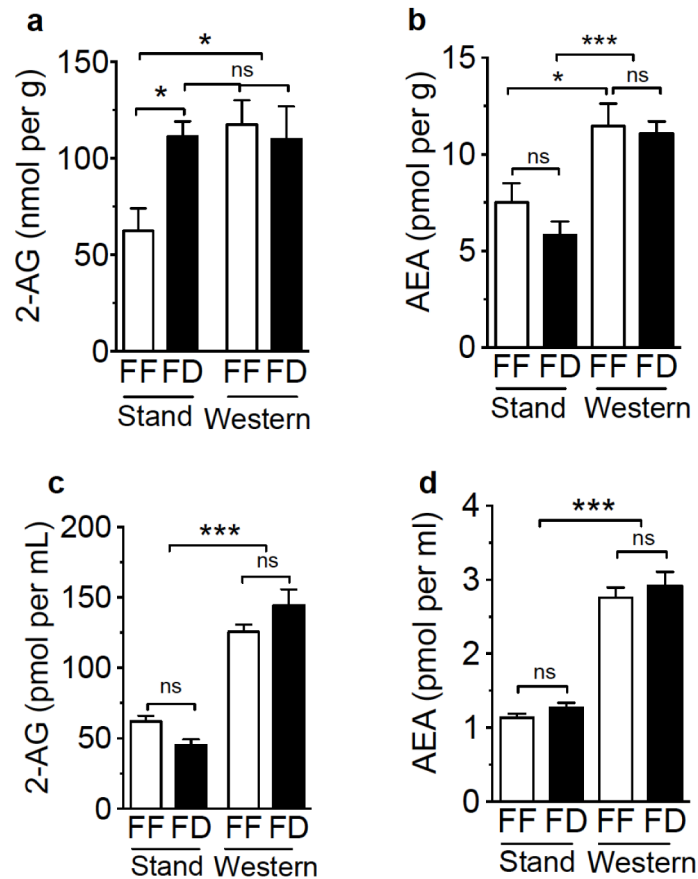 a
*
*
ns
2-AG (nmol per g)
150
100
50
0
FF FD FF FD
Stand Western
b
***
*
ns
ns
AEA (pmol per g)
15
10
5
0
FF FD FF FD
Stand Western
c
***
ns
ns
2-AG (pmol per mL)
200
150
100
50
0
FF FD FF FD
Stand Western
d
***
ns
ns
AEA (pmol per ml)
4
3
2
1
0
FF FD FF FD
Stand Western